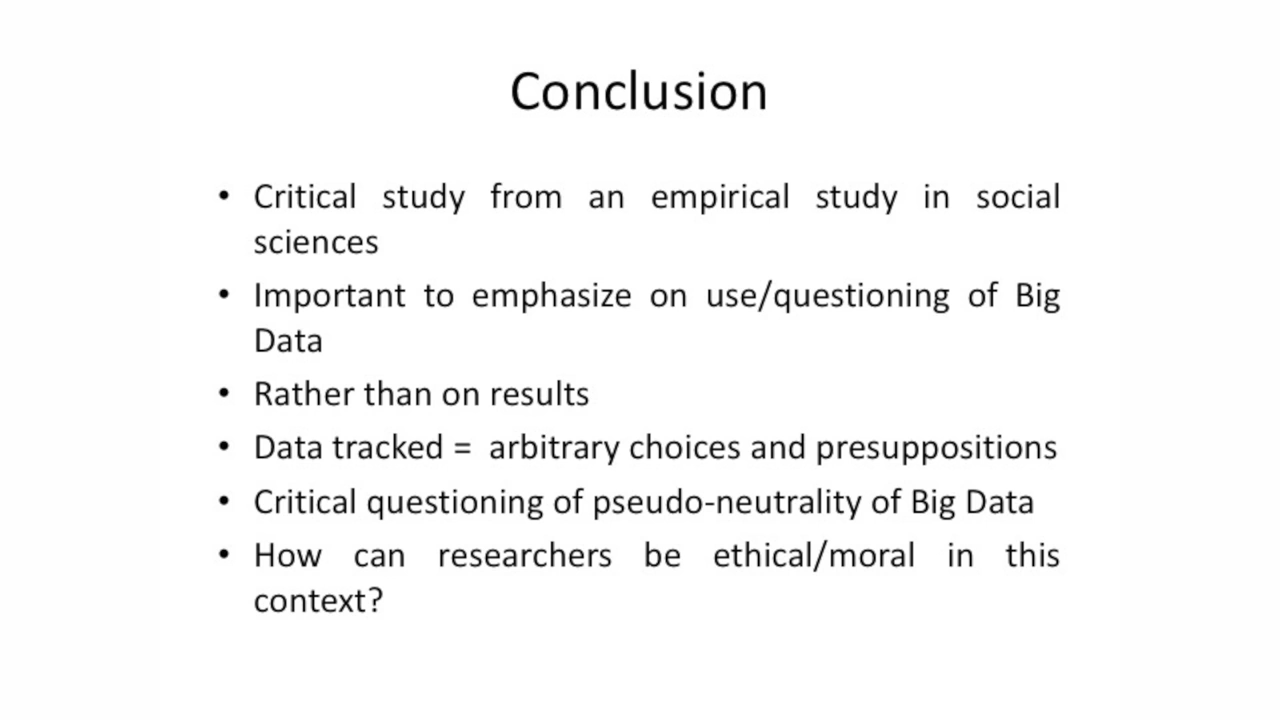 Conclusion
• Critical study from an empirical study in social
sciences
• Important to emphasize on use/questioning of Big
Data
• Rather than on results
• Data tracked = arbitrary choices and presuppositions
• Critical questioning of pseudo-neutrality of Big Data
• How can researchers be ethical/moral in this
context?